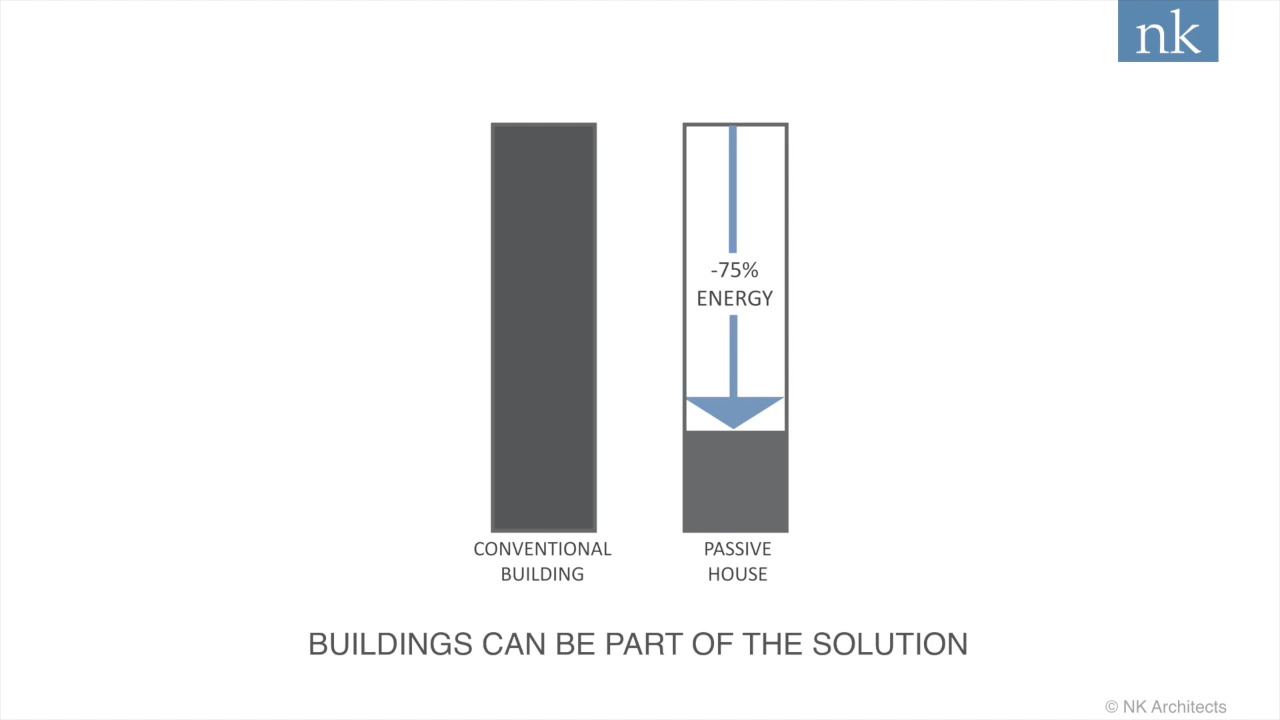 nk
-75%
ENERGY
CONVENTIONAL
BUILDING
PASSIVE
HOUSE
BUILDINGS CAN BE PART OF THE SOLUTION
© NK Architects